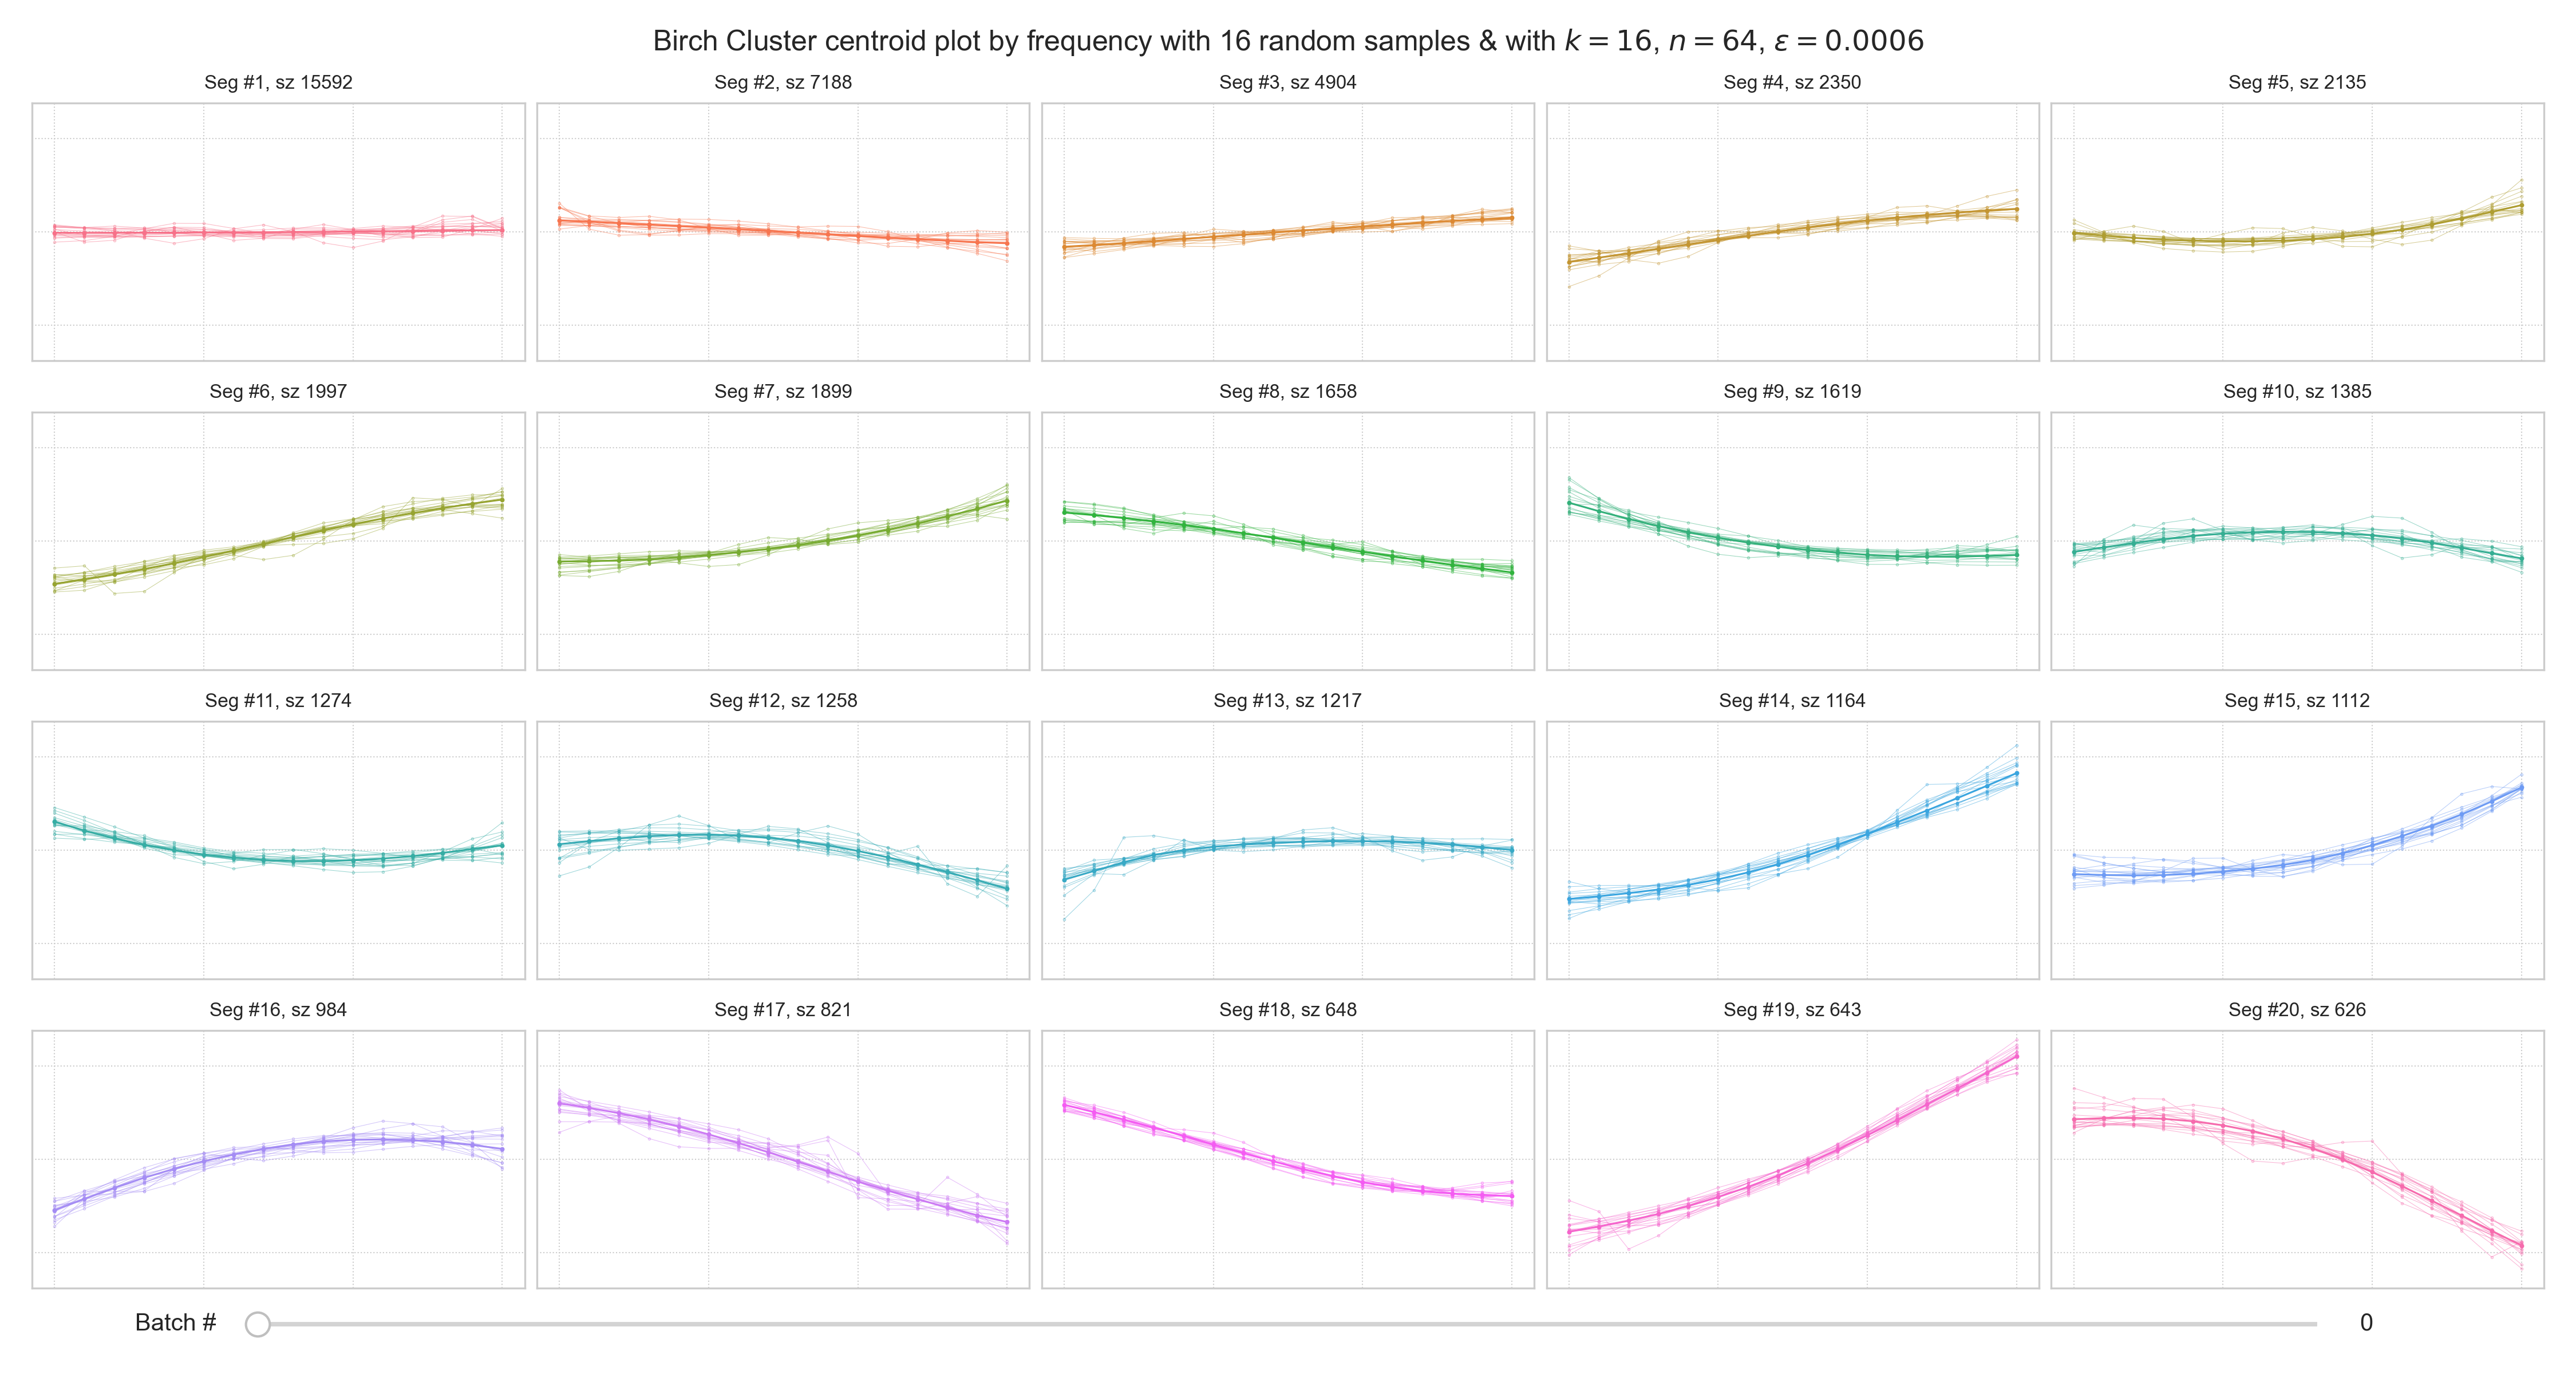 Birch Cluster centroid plot by frequency with 16 random samples & with k = 16, n = 64, ε = 0.0006
Seg #1, sz 15592
Seg #2, sz 7188
Seg #3, sz 4904
Seg #4, sz 2350
Seg #5, sz 2135
Seg #6, sz 1997
Seg #7, sz 1899
Seg #8, sz 1658
Seg #9, sz 1619
Seg #10, sz 1385
Seg #11, sz 1274
Seg #12, sz 1258
Seg #13, sz 1217
Seg #14, sz 1164
Seg #15, sz 1112
Seg #16, sz 984
Seg #17, sz 821
Seg #18, sz 648
Seg #19, sz 643
Seg #20, sz 626
Batch # 0